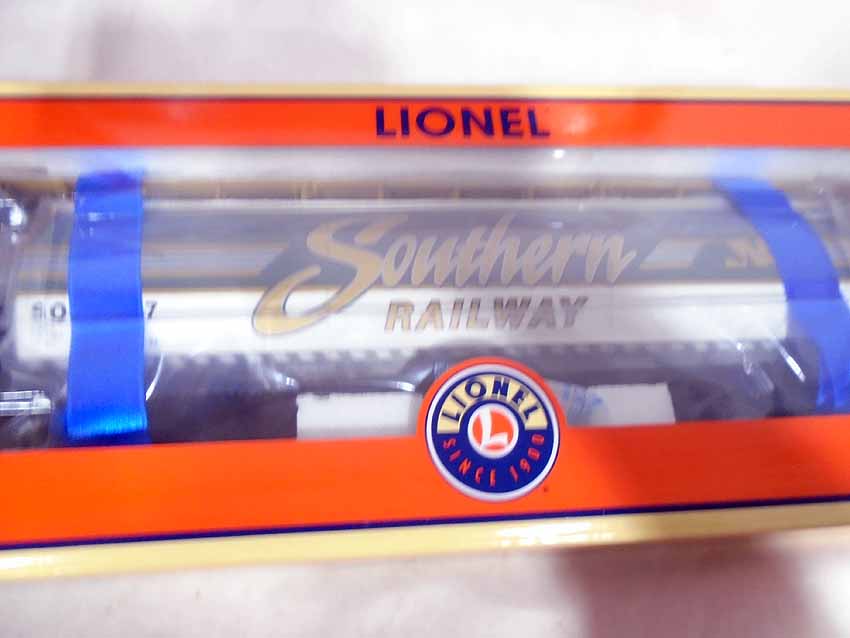 LIONEL
Southern
RAILWAY
LIONEL
L
SINCE 1900